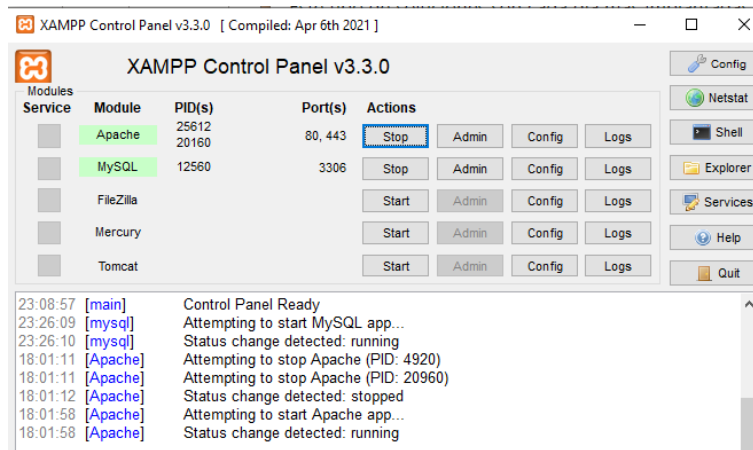 XAMPP Control Panel v3.3.0 [ Compiled: Apr 6th 2021 ]
XAMPP Control Panel v3.3.0
Config
Modules
Service Module PID(s) Port(s) Actions
Netstat
Apache 25612 20160 80, 443 Stop Admin Config Logs
Shell
MySQL 12560 3306 Stop Admin Config Logs
Explorer
FileZilla Start Admin Config Logs
Services
Mercury Start Admin Config Logs
Help
Tomcat Start Admin Config Logs
Quit
23:08:57 [main] Control Panel Ready
23:26:09 [mysql] Attempting to start MySQL app...
23:26:10 [mysql] Status change detected: running
18:01:11 [Apache] Attempting to stop Apache (PID: 4920)
18:01:11 [Apache] Attempting to stop Apache (PID: 20960)
18:01:12 [Apache] Status change detected: stopped
18:01:58 [Apache] Attempting to start Apache app...
18:01:58 [Apache] Status change detected: running